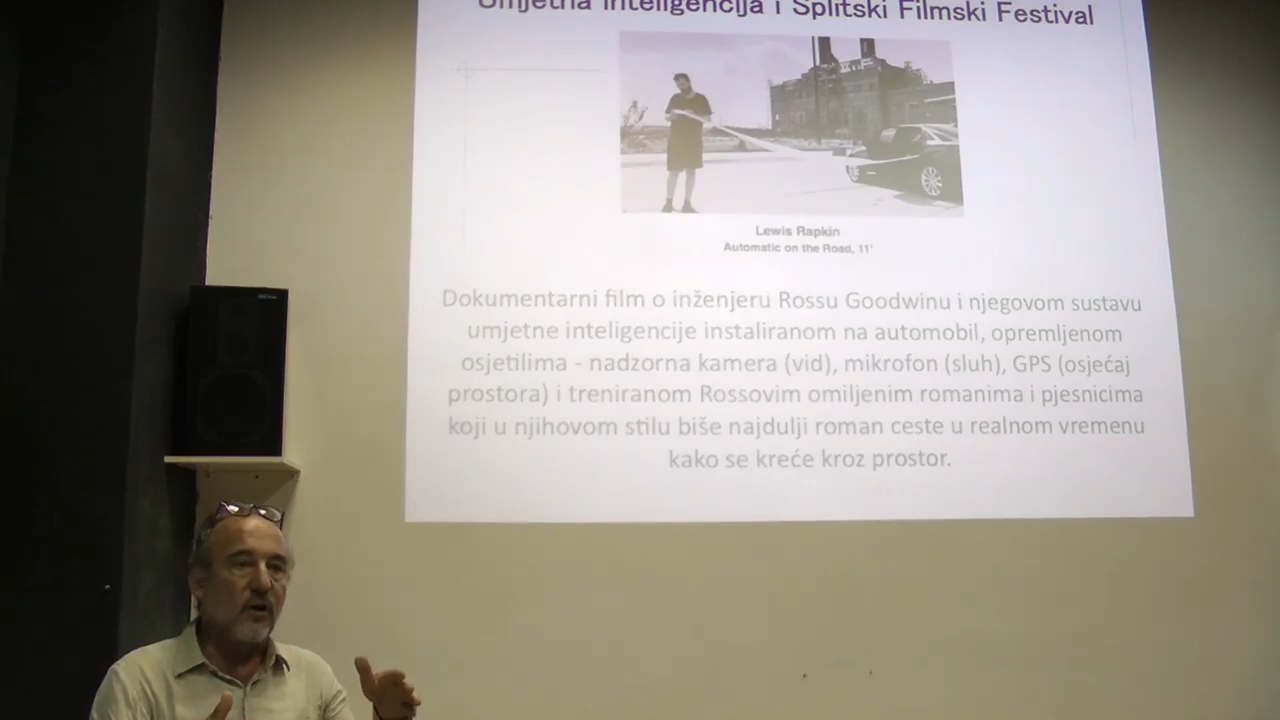 Umjetna Inteligencija i Splitski Filmski Festival
Lewis Rapkin
Automatic on the Road, 11'
Dokumentarni film o inženjeru Rossu Goodwinu i njegovom sustavu
umjetne inteligencije instaliranom na automobil, opremljenom
osjetilima - nadzorna kamera (vid), mikrofon (sluh), GPS (osjećaj
prostora) i treniranom Rossovim omiljenim romanima i pjesnicima
koji u njihovom stilu biše najdulji roman ceste u realnom vremenu
kako se kreće kroz prostor.